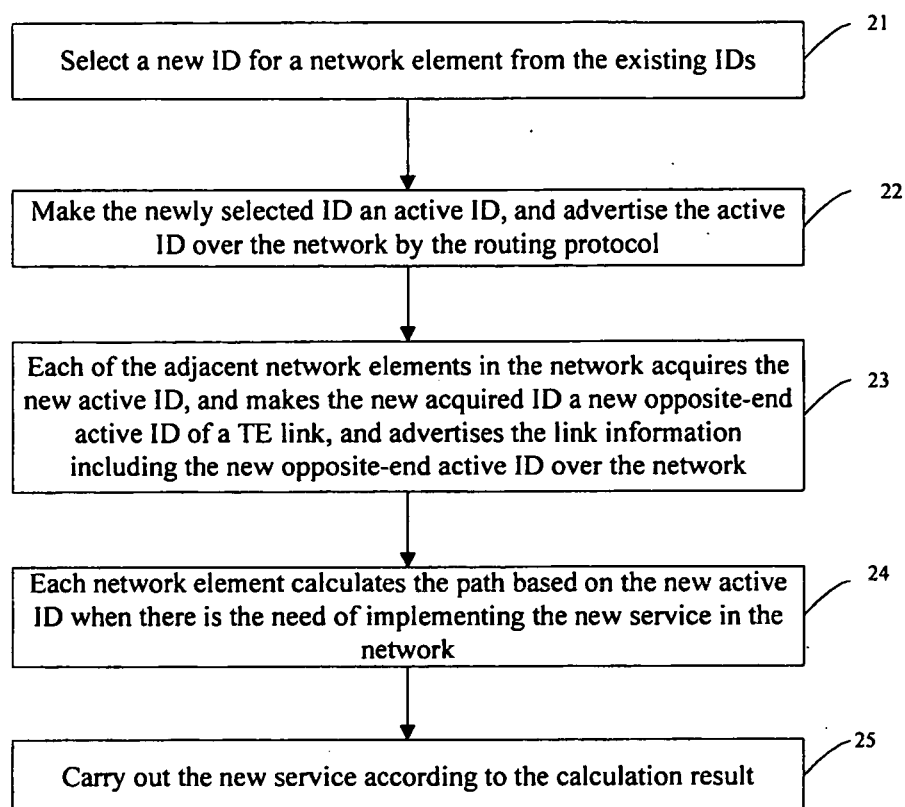 21
Select a new ID for a network element from the existing IDs
22
Make the newly selected ID an active ID, and advertise the active
ID over the network by the routing protocol
23
Each of the adjacent network elements in the network acquires the
new active ID, and makes the new acquired ID a new opposite-end
active ID of a TE link, and advertises the link information
including the new opposite-end active ID over the network
24
Each network element calculates the path based on the new active
ID when there is the need of implementing the new service in the
network
25
Carry out the new service according to the calculation result